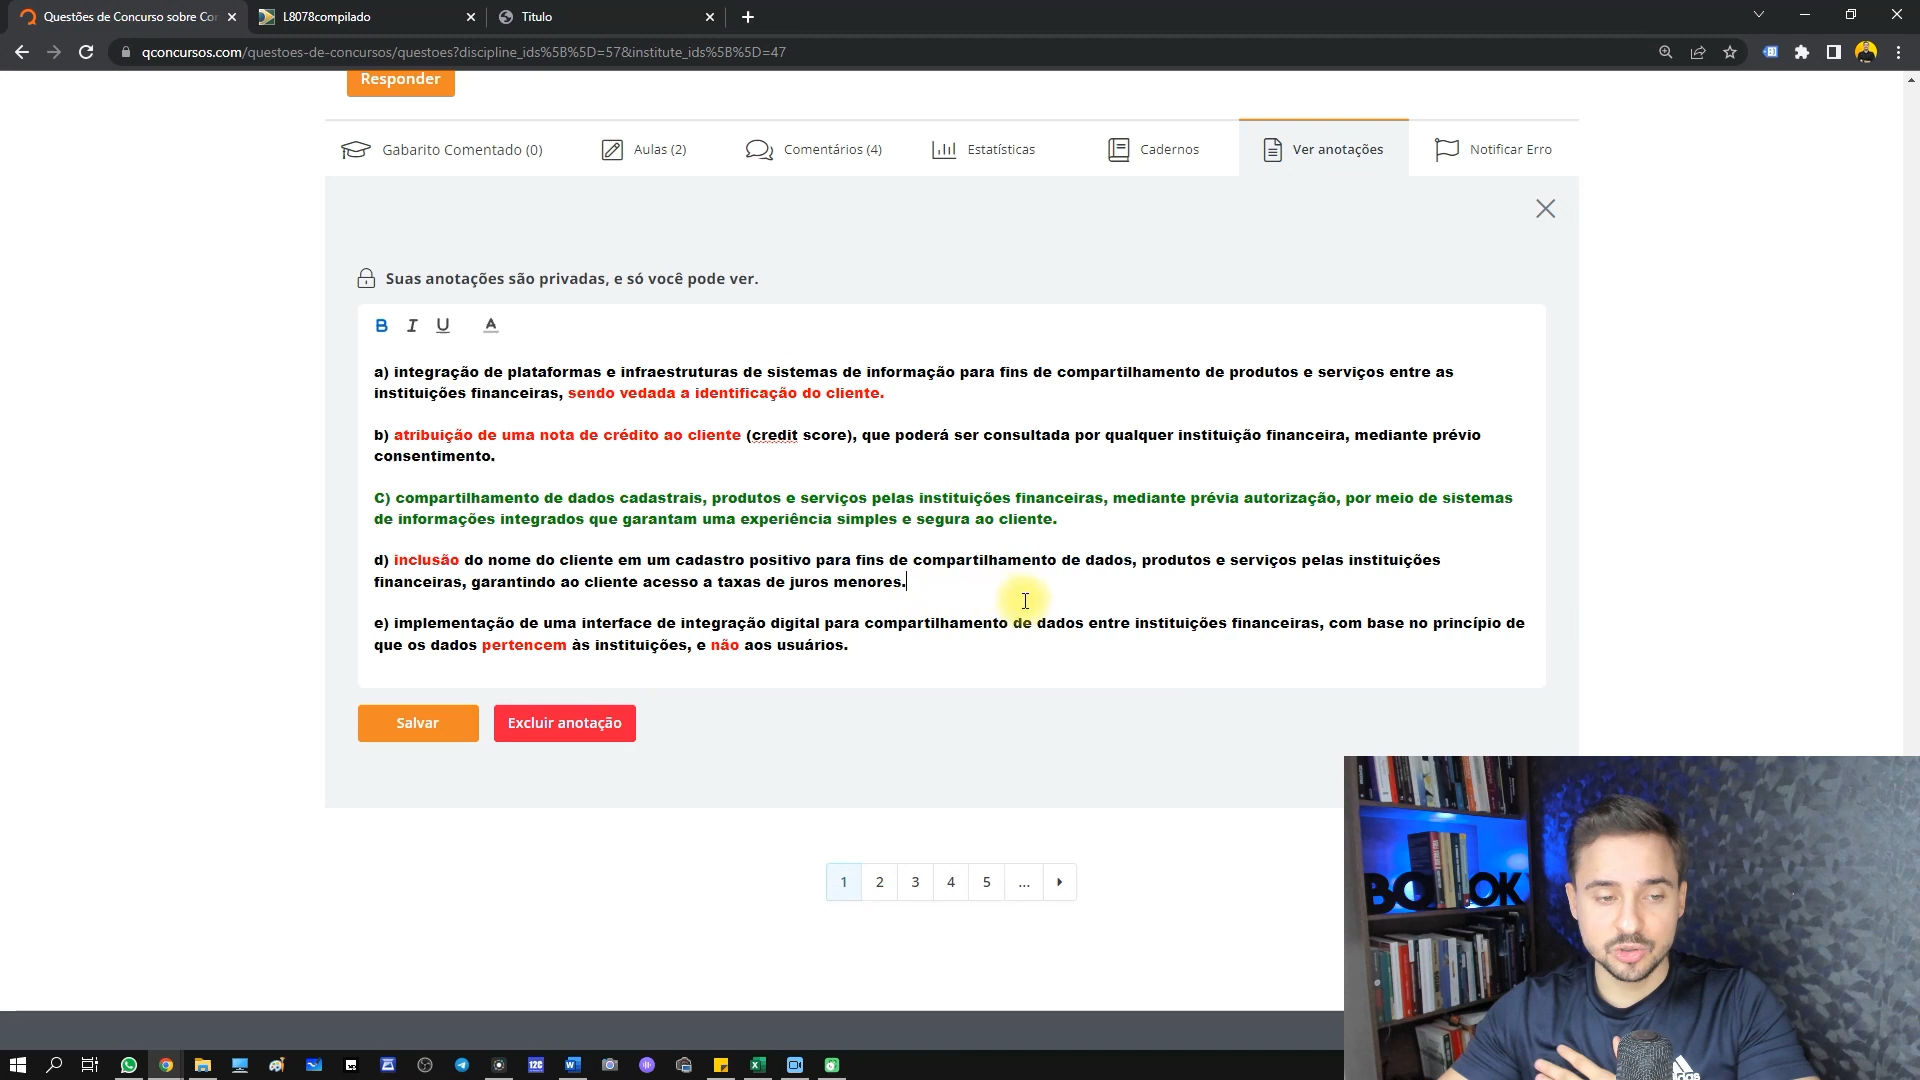 Questões de Concurso sobre Cor
L8078compilado
Titulo
qconcursos.com/questoes-de-concursos/questoes?discipline_ids%5B%5D=57&institute_ids%5B%5D=47
Responder
Gabarito Comentado (0)
Aulas (2)
Comentários (4)
Estatísticas
Cadernos
Ver anotações
Notificar Erro
Suas anotações são privadas, e só você pode ver.
B I U A
a) integração de plataformas e infraestruturas de sistemas de informação para fins de compartilhamento de produtos e serviços entre as
instituições financeiras, sendo vedada a identificação do cliente.
b) atribuição de uma nota de crédito ao cliente (credit score), que poderá ser consultada por qualquer instituição financeira, mediante prévio
consentimento.
C) compartilhamento de dados cadastrais, produtos e serviços pelas instituições financeiras, mediante prévia autorização, por meio de sistemas
de informações integrados que garantam uma experiência simples e segura ao cliente.
d) inclusão do nome do cliente em um cadastro positivo para fins de compartilhamento de dados, produtos e serviços pelas instituições
financeiras, garantindo ao cliente acesso a taxas de juros menores.
e) implementação de uma interface de integração digital para compartilhamento de dados entre instituições financeiras, com base no princípio de
que os dados pertencem às instituições, e não aos usuários.
Salvar
Excluir anotação
1 2 3 4 5 ...
BOOK
12C
adidas